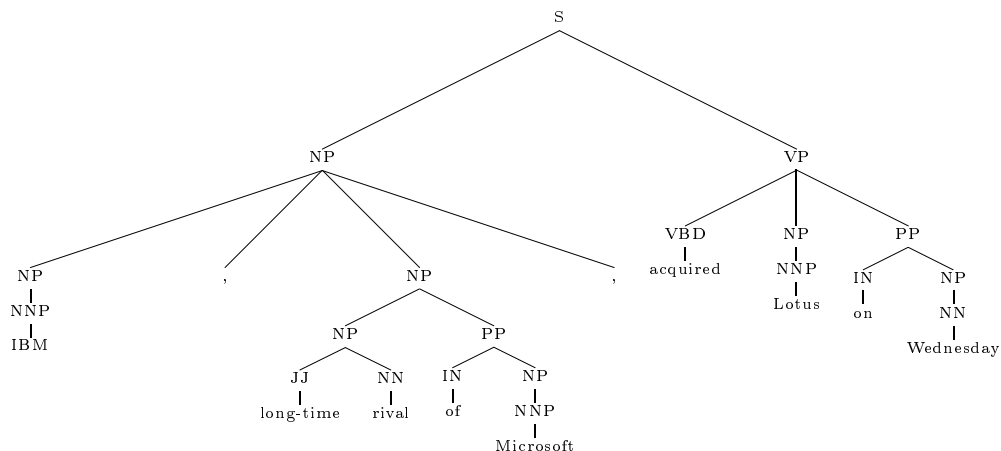 S
NP VP
VBD NP PP
acquired NNP IN NP
NP , NP ,
NNP Lotus on NN
IBM NP PP Wednesday
JJ NN IN NP
long-time rival of NNP
Microsoft